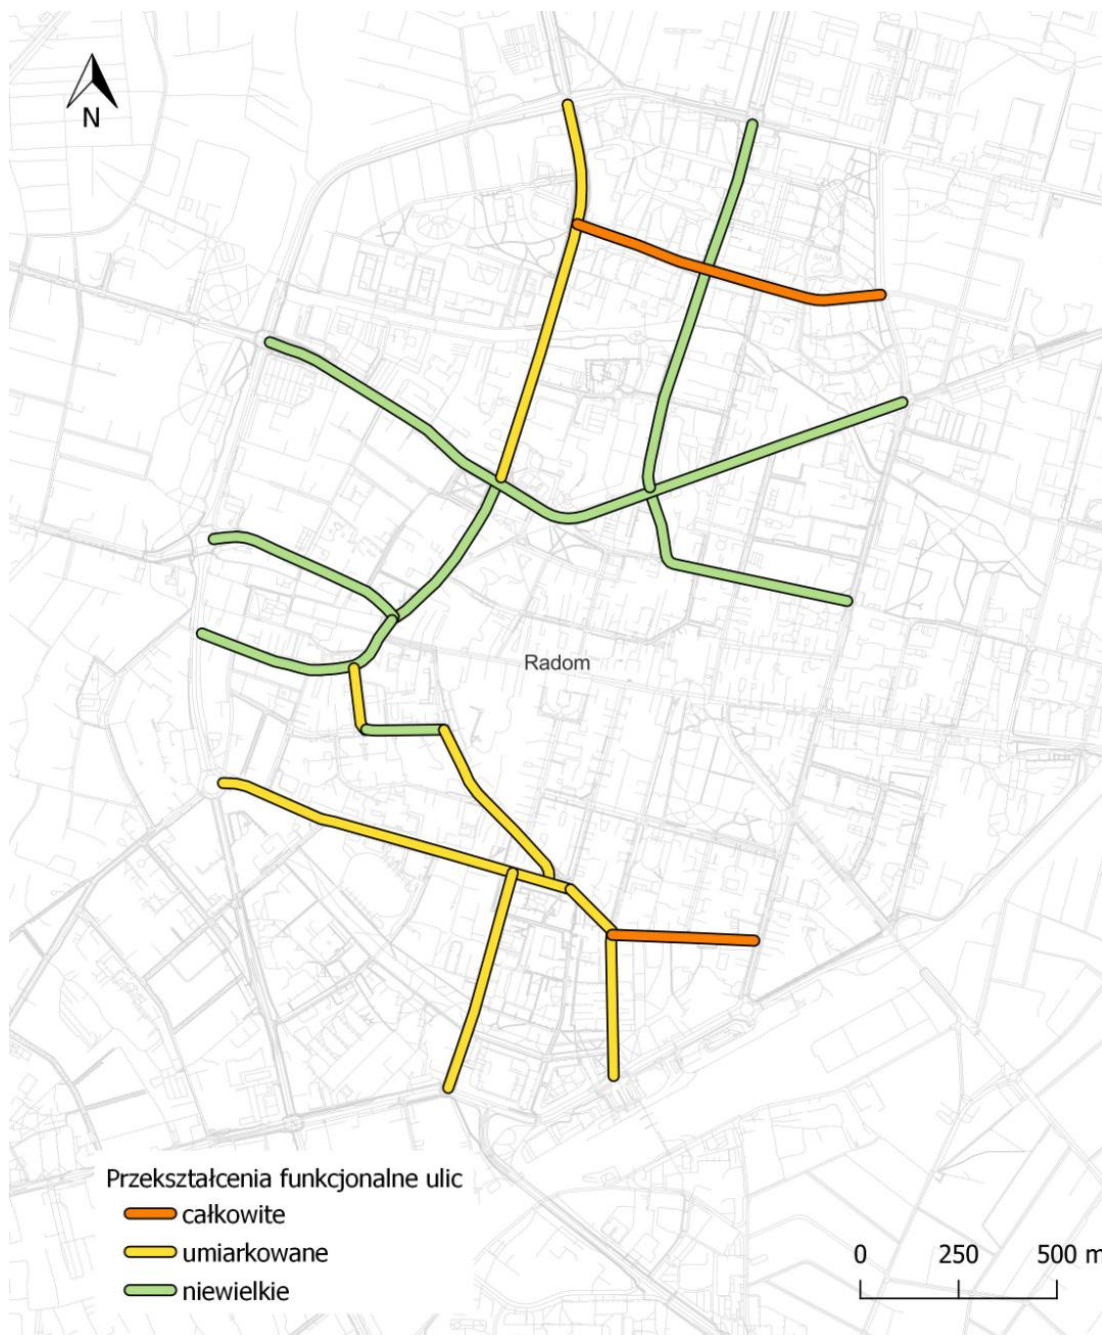 N
Radom
Przekształcenia funkcjonalne ulic
całkowite
umiarkowane
niewielkie
0 250 500 m